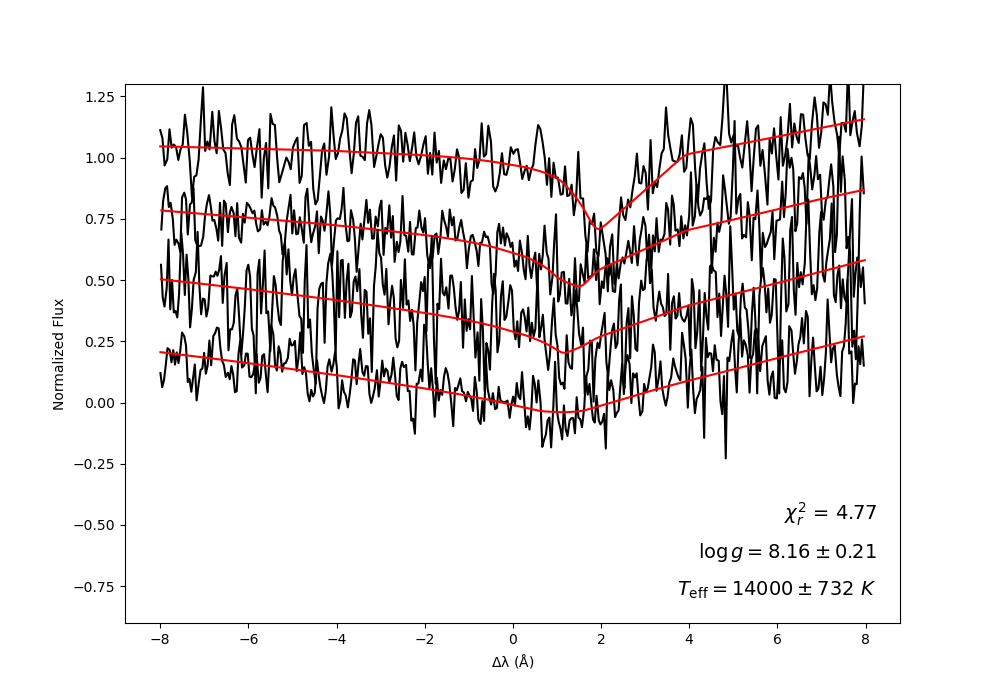 1.25
1.00
0.75
0.50
0.25
0.00
−0.25
−0.50
−0.75
Normalized Flux
χ²ᵣ = 4.77
log g = 8.16 ± 0.21
T_eff = 14000 ± 732 K
−8 −6 −4 −2 0 2 4 6 8
Δλ (Å)